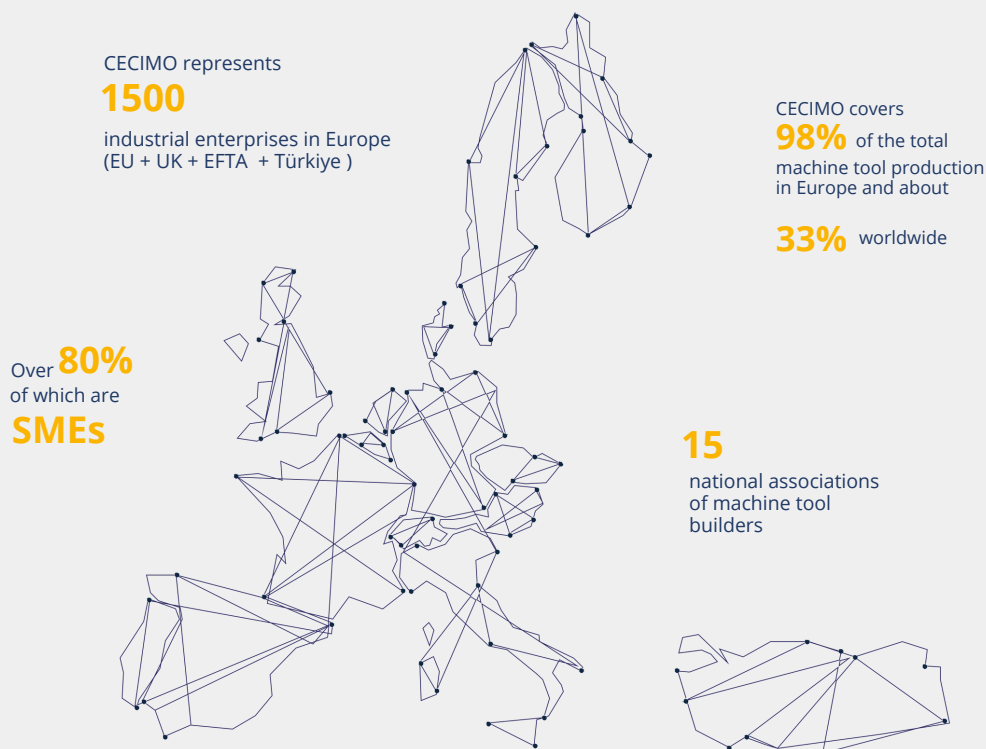 CECIMO represents
1500
industrial enterprises in Europe
(EU + UK + EFTA + Türkiye )
CECIMO covers
98% of the total
machine tool production
in Europe and about
33% worldwide
Over 80%
of which are
SMEs
15
national associations
of machine tool
builders